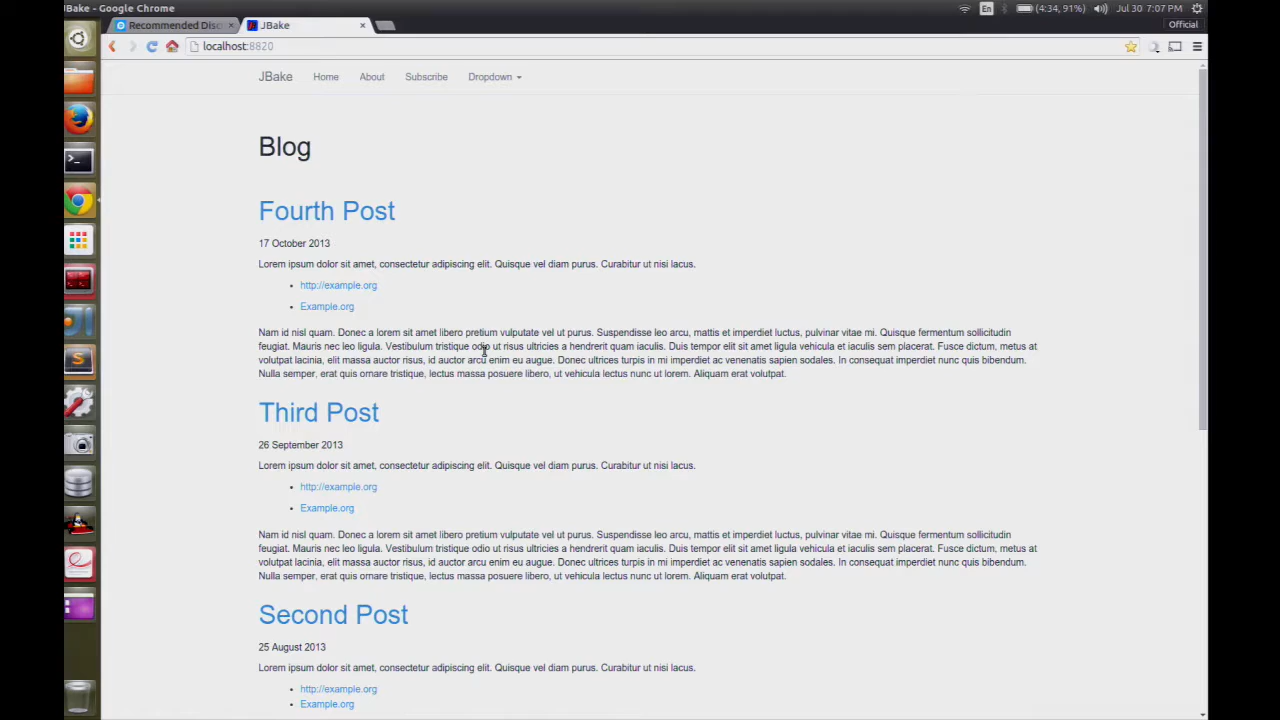 JBake - Google Chrome
En
(4:34, 91%)
Jul 30 7:07 PM
Recommended Disc
JBake
Official
localhost:8820
JBake
Home
About
Subscribe
Dropdown
Blog
Fourth Post
17 October 2013
Lorem ipsum dolor sit amet, consectetur adipiscing elit. Quisque vel diam purus. Curabitur ut nisi lacus.
• http://example.org
• Example.org
Nam id nisl quam. Donec a lorem sit amet libero pretium vulputate vel ut purus. Suspendisse leo arcu, mattis et imperdiet luctus, pulvinar vitae mi. Quisque fermentum sollicitudin
feugiat. Mauris nec leo ligula. Vestibulum tristique odio ut risus ultricies a hendrerit quam iaculis. Duis tempor elit sit amet ligula vehicula et iaculis sem placerat. Fusce dictum, metus at
volutpat lacinia, elit massa auctor risus, id auctor arcu enim eu augue. Donec ultrices turpis in mi imperdiet ac venenatis sapien sodales. In consequat imperdiet nunc quis bibendum.
Nulla semper, erat quis ornare tristique, lectus massa posuere libero, ut vehicula lectus nunc ut lorem. Aliquam erat volutpat.
Third Post
26 September 2013
Lorem ipsum dolor sit amet, consectetur adipiscing elit. Quisque vel diam purus. Curabitur ut nisi lacus.
• http://example.org
• Example.org
Nam id nisl quam. Donec a lorem sit amet libero pretium vulputate vel ut purus. Suspendisse leo arcu, mattis et imperdiet luctus, pulvinar vitae mi. Quisque fermentum sollicitudin
feugiat. Mauris nec leo ligula. Vestibulum tristique odio ut risus ultricies a hendrerit quam iaculis. Duis tempor elit sit amet ligula vehicula et iaculis sem placerat. Fusce dictum, metus at
volutpat lacinia, elit massa auctor risus, id auctor arcu enim eu augue. Donec ultrices turpis in mi imperdiet ac venenatis sapien sodales. In consequat imperdiet nunc quis bibendum.
Nulla semper, erat quis ornare tristique, lectus massa posuere libero, ut vehicula lectus nunc ut lorem. Aliquam erat volutpat.
Second Post
25 August 2013
Lorem ipsum dolor sit amet, consectetur adipiscing elit. Quisque vel diam purus. Curabitur ut nisi lacus.
• http://example.org
• Example.org